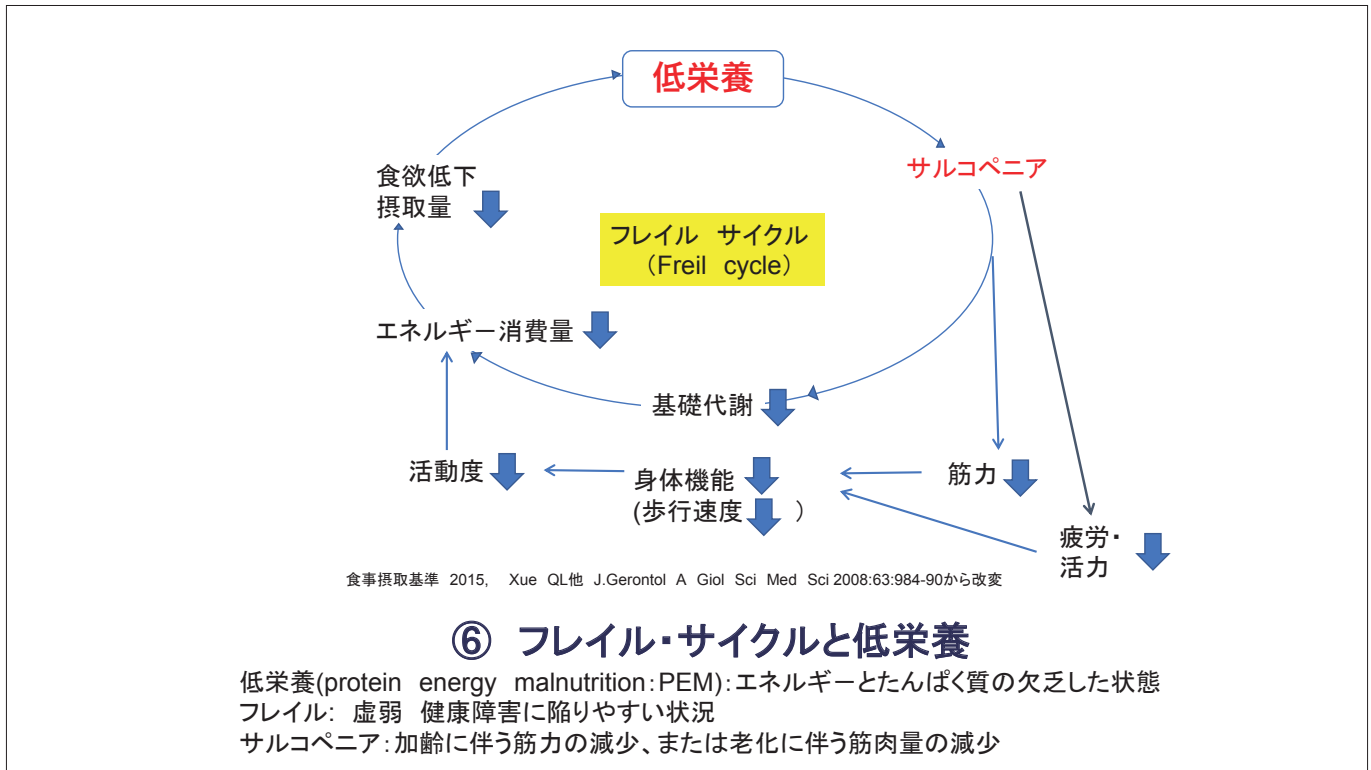 低栄養
サルコペニア
食欲低下
摂取量
フレイル サイクル
（Freil cycle）
エネルギー消費量
基礎代謝
活動度
身体機能
(歩行速度 ）
筋力
疲労・
活力
食事摂取基準 2015, Xue QL他 J.Gerontol A Giol Sci Med Sci 2008:63:984-90から改変
⑥ フレイル・サイクルと低栄養
低栄養(protein energy malnutrition：PEM)：エネルギーとたんぱく質の欠乏した状態
フレイル： 虚弱 健康障害に陥りやすい状況
サルコペニア：加齢に伴う筋力の減少、または老化に伴う筋肉量の減少